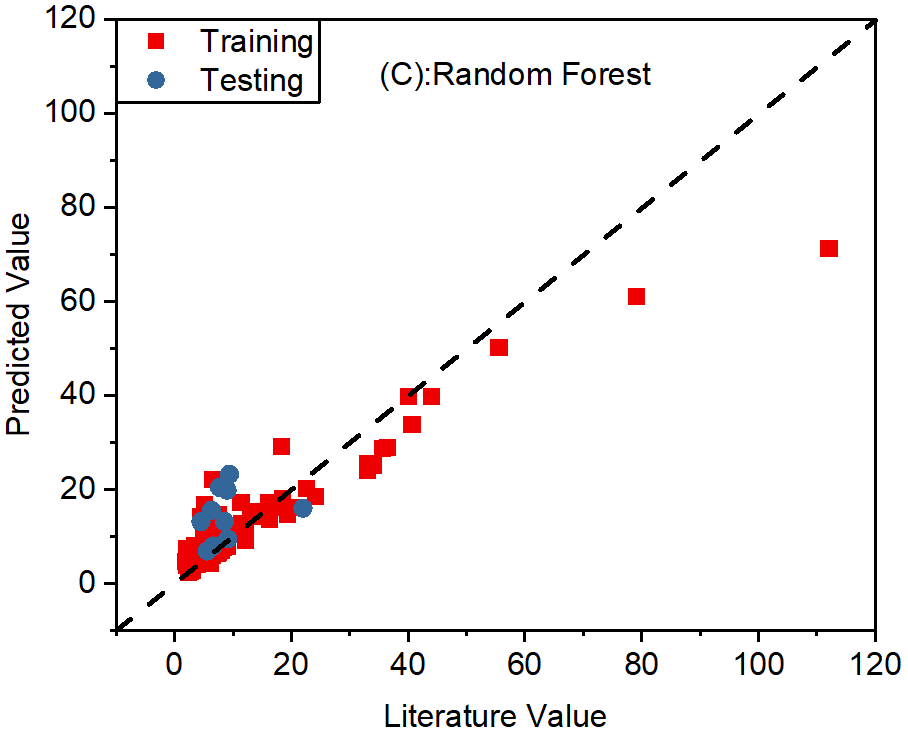 Training
Testing
(C):Random Forest
120
100
80
60
40
20
0
Predicted Value
0 20 40 60 80 100 120
Literature Value